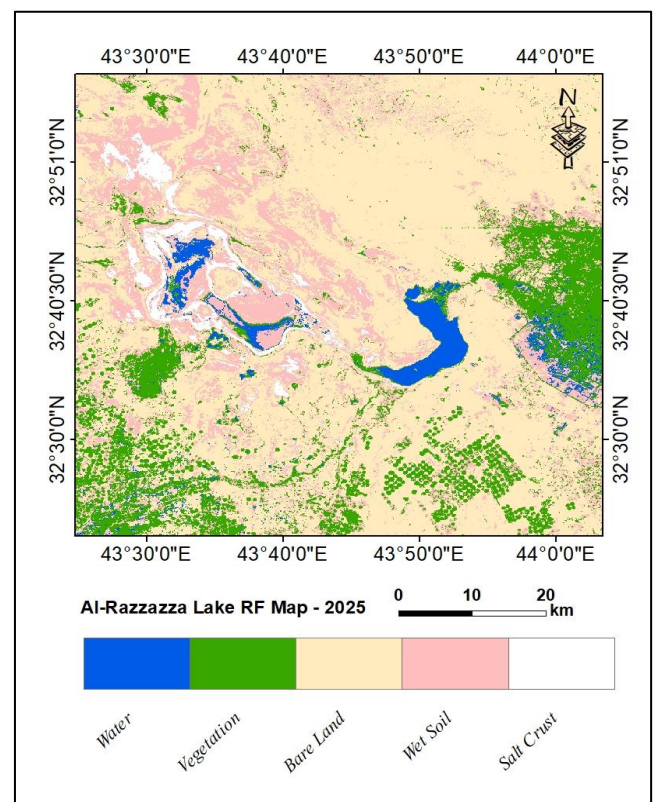 43°30'0"E 43°40'0"E 43°50'0"E 44°0'0"E
N
32°51'0"N 32°51'0"N
32°40'30"N 32°40'30"N
32°30'0"N 32°30'0"N
43°30'0"E 43°40'0"E 43°50'0"E 44°0'0"E
Al-Razzazza Lake RF Map - 2025 0 10 20
km
Water Vegetation Bare Land Wet Soil Salt Crust